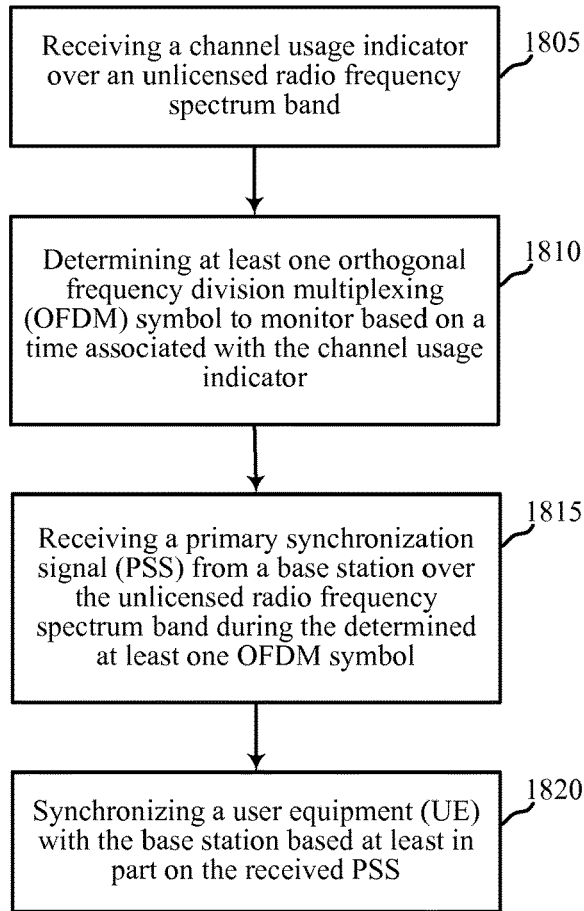 Receiving a channel usage indicator
over an unlicensed radio frequency
spectrum band
1805
Determining at least one orthogonal
frequency division multiplexing
(OFDM) symbol to monitor based on a
time associated with the channel usage
indicator
1810
Receiving a primary synchronization
signal (PSS) from a base station over
the unlicensed radio frequency
spectrum band during the determined
at least one OFDM symbol
1815
Synchronizing a user equipment (UE)
with the base station based at least in
part on the received PSS
1820